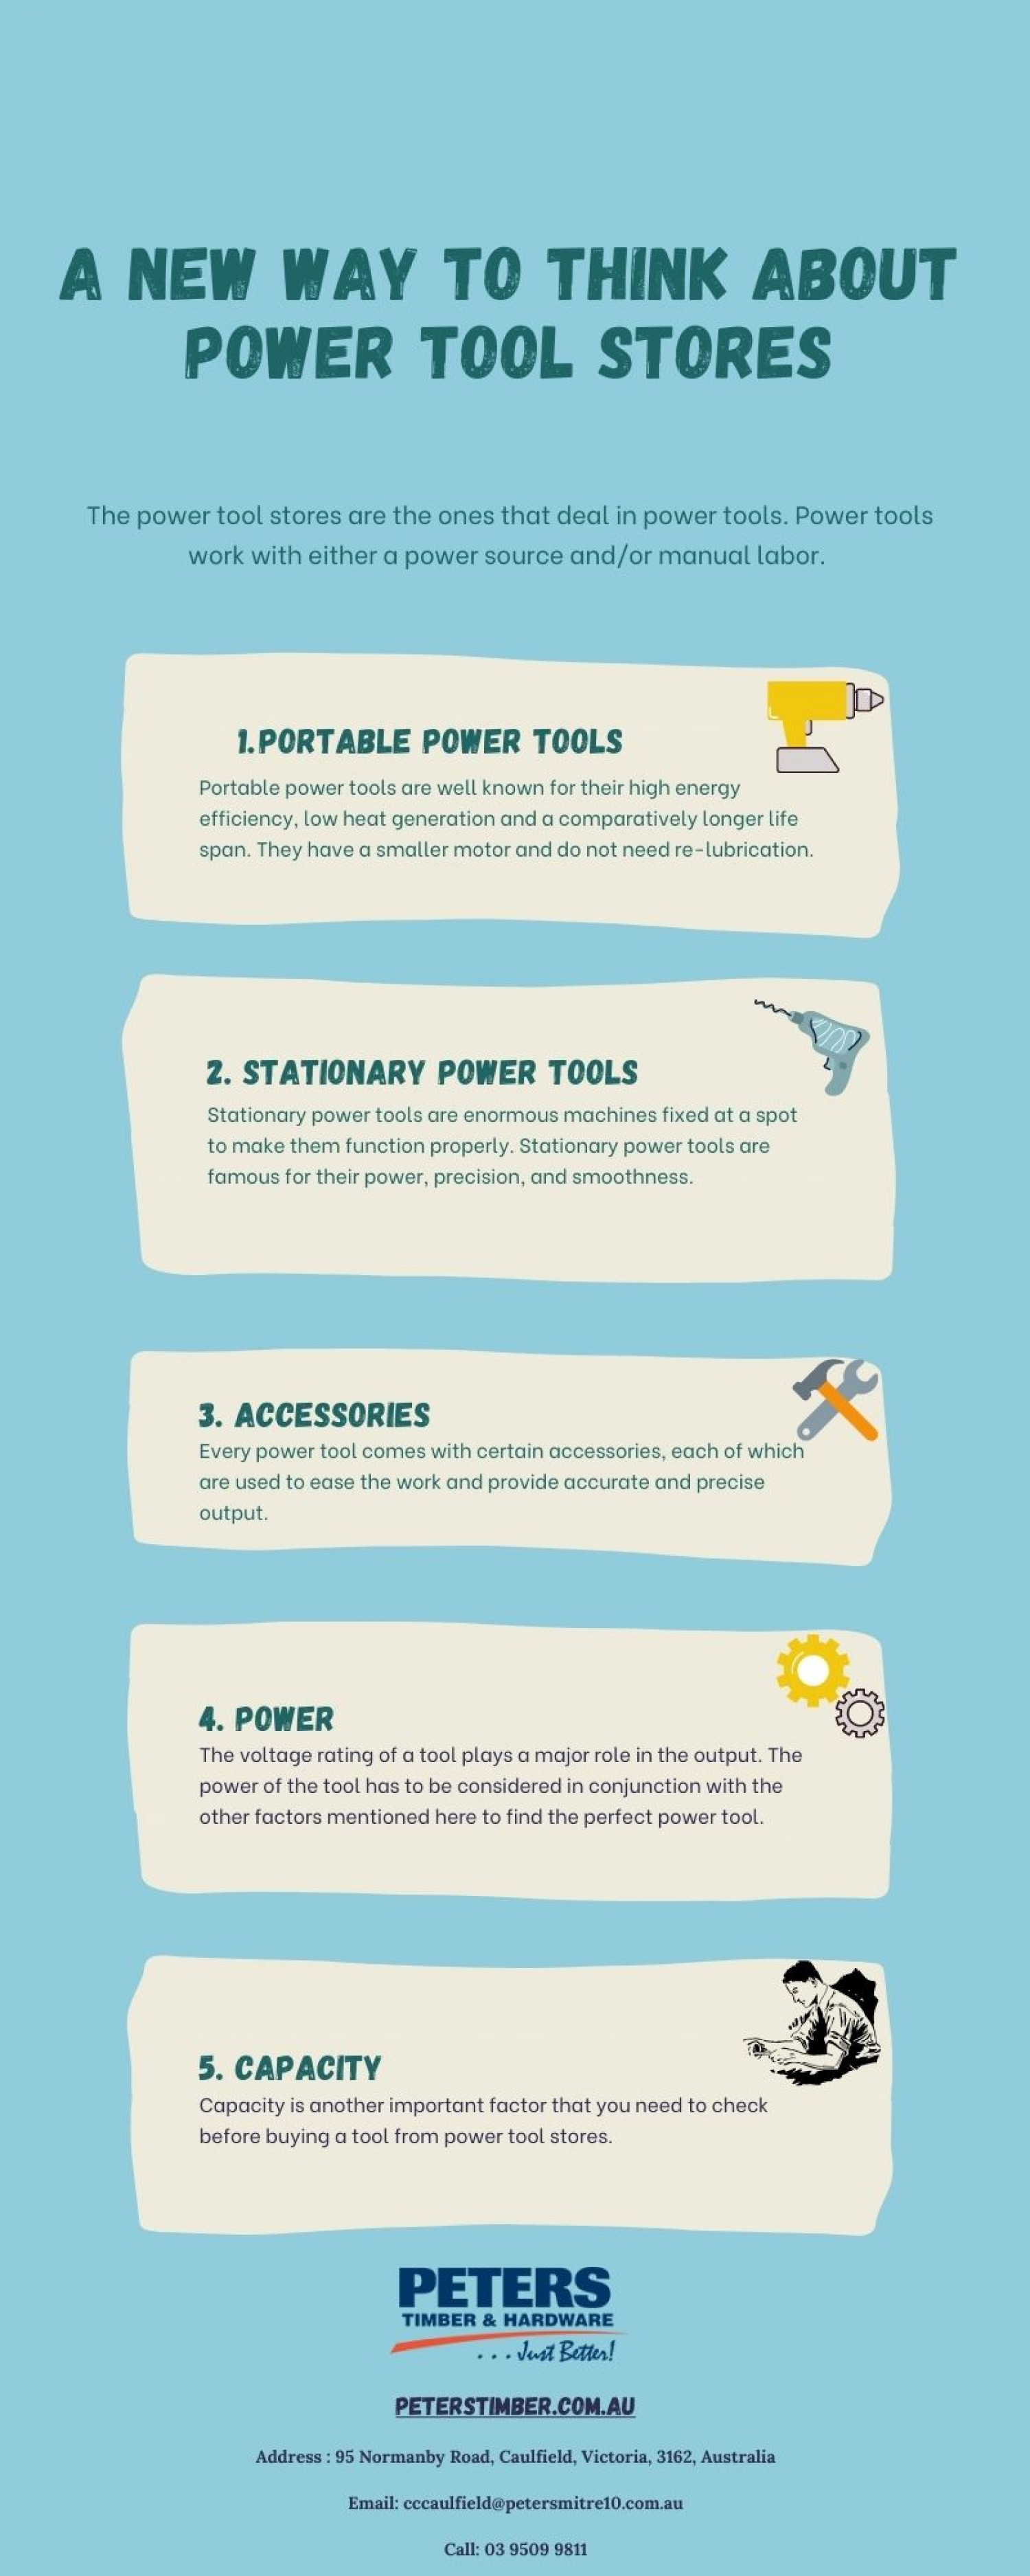 A NEW WAY TO THINK ABOUT
POWER TOOL STORES
The power tool stores are the ones that deal in power tools. Power tools
work with either a power source and/or manual labor.
1.PORTABLE POWER TOOLS
Portable power tools are well known for their high energy
efficiency, low heat generation and a comparatively longer life
span. They have a smaller motor and do not need re-lubrication.
2. STATIONARY POWER TOOLS
Stationary power tools are enormous machines fixed at a spot
to make them function properly. Stationary power tools are
famous for their power, precision, and smoothness.
3. ACCESSORIES
Every power tool comes with certain accessories, each of which
are used to ease the work and provide accurate and precise
output.
4. POWER
The voltage rating of a tool plays a major role in the output. The
power of the tool has to be considered in conjunction with the
other factors mentioned here to find the perfect power tool.
5. CAPACITY
Capacity is another important factor that you need to check
before buying a tool from power tool stores.
PETERS
TIMBER & HARDWARE
...Just Better!
PETERSTIMBER.COM.AU
Address : 95 Normanby Road, Caulfield, Victoria, 3162, Australia
Email: cccaulfield@petersmitre10.com.au
Call: 03 9509 9811